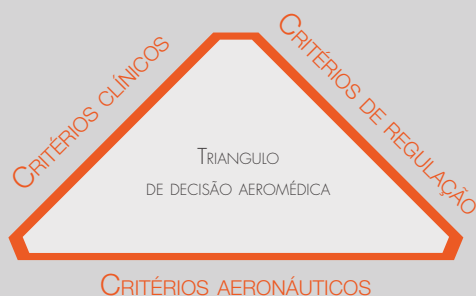 Critérios clínicos
Critérios de regulação
Triangulo
de decisão aeromédica
Critérios aeronáuticos